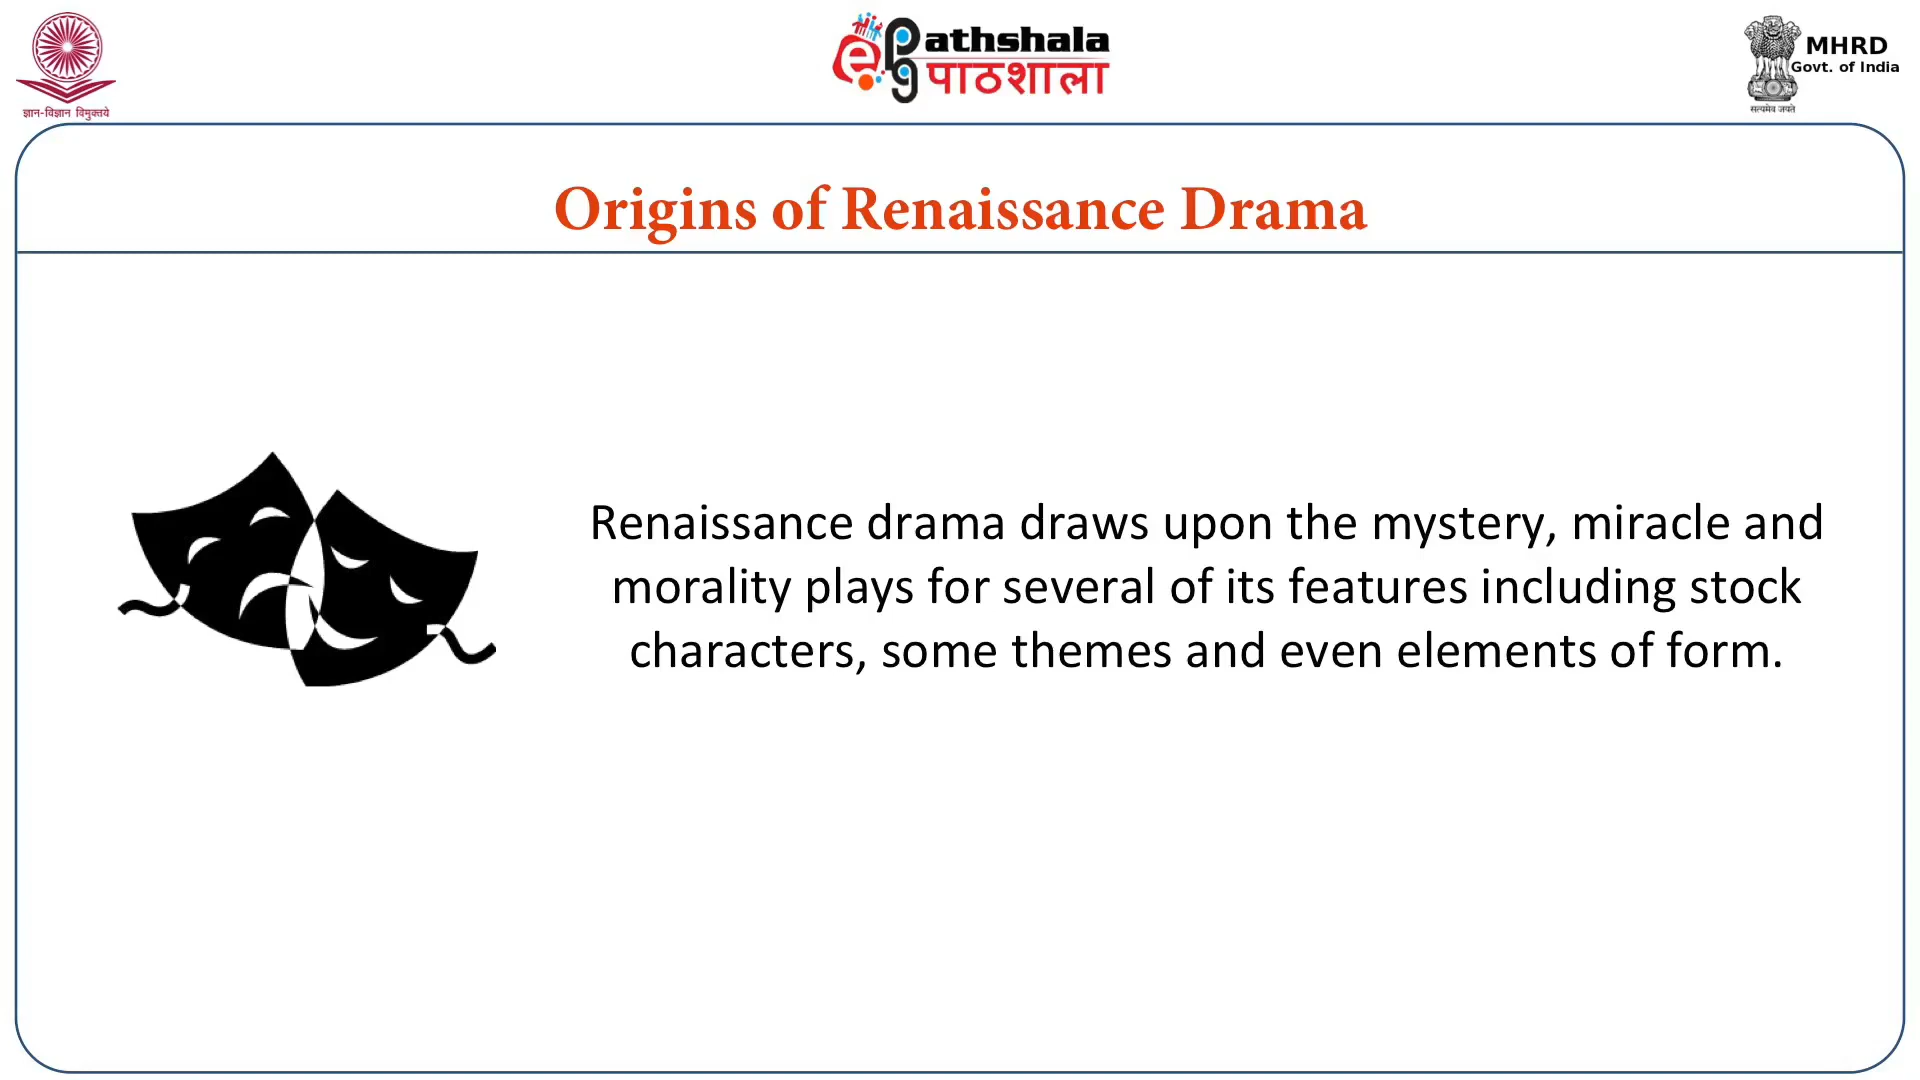 ज्ञान-विज्ञान विमुक्तये
ePathshala
पाठशाला
MHRD
Govt. of India
सत्यमेव जयते
Origins of Renaissance Drama
Renaissance drama draws upon the mystery, miracle and
morality plays for several of its features including stock
characters, some themes and even elements of form.